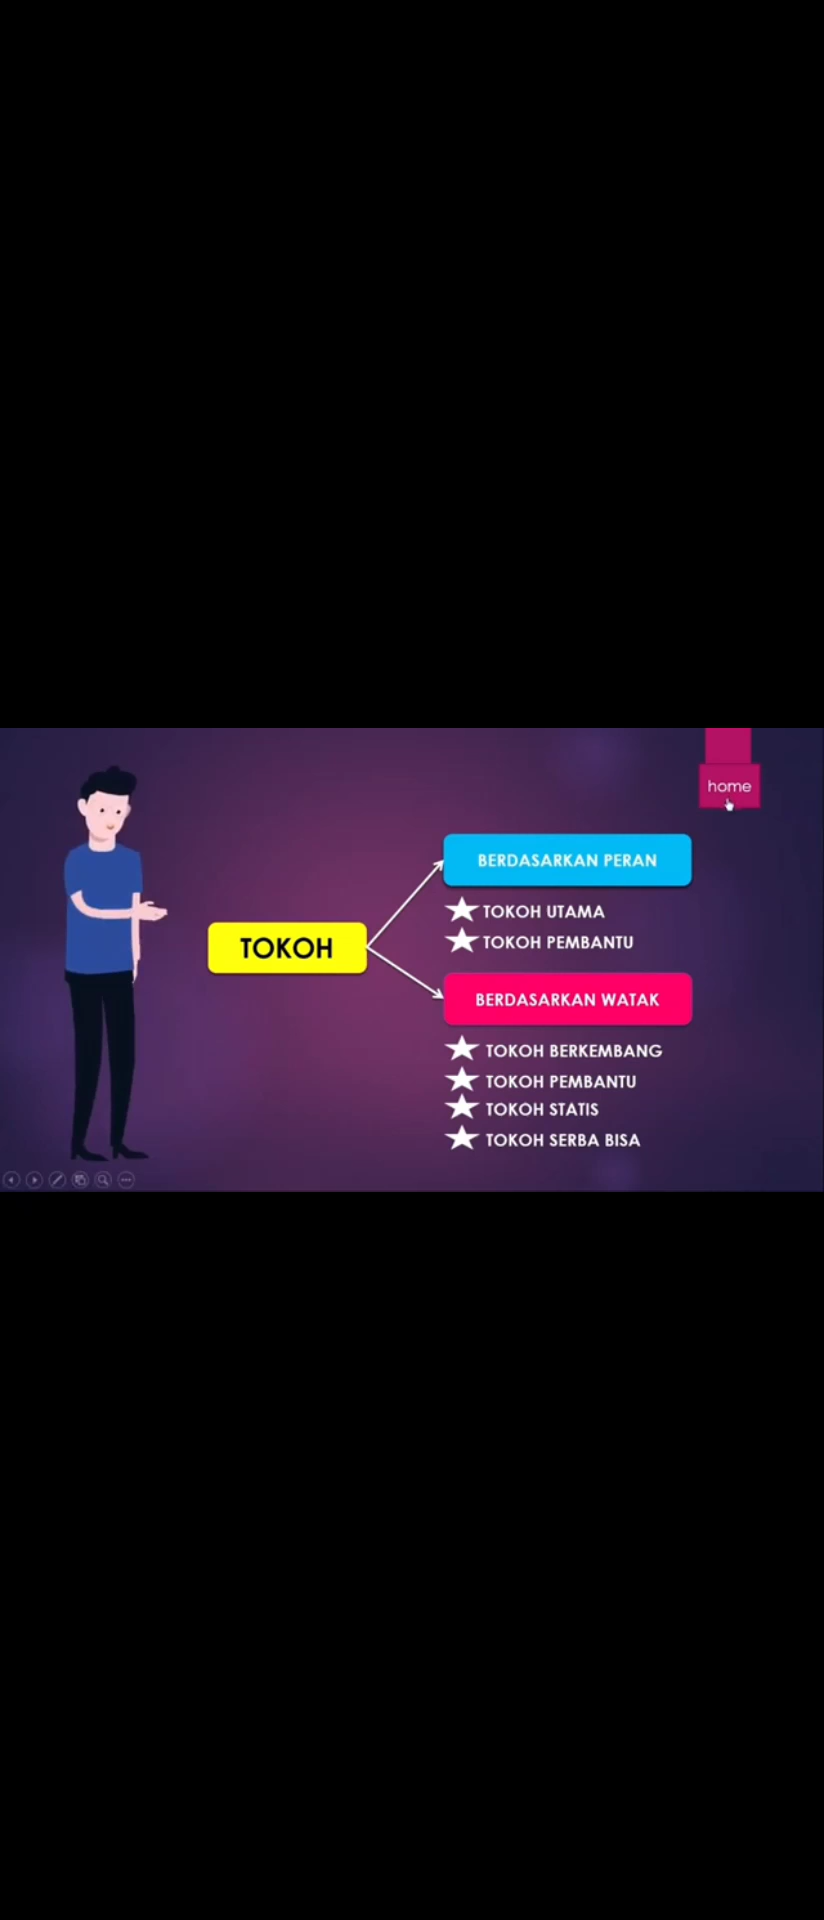 home
TOKOH
BERDASARKAN PERAN
TOKOH UTAMA
TOKOH PEMBANTU
BERDASARKAN WATAK
TOKOH BERKEMBANG
TOKOH PEMBANTU
TOKOH STATIS
TOKOH SERBA BISA